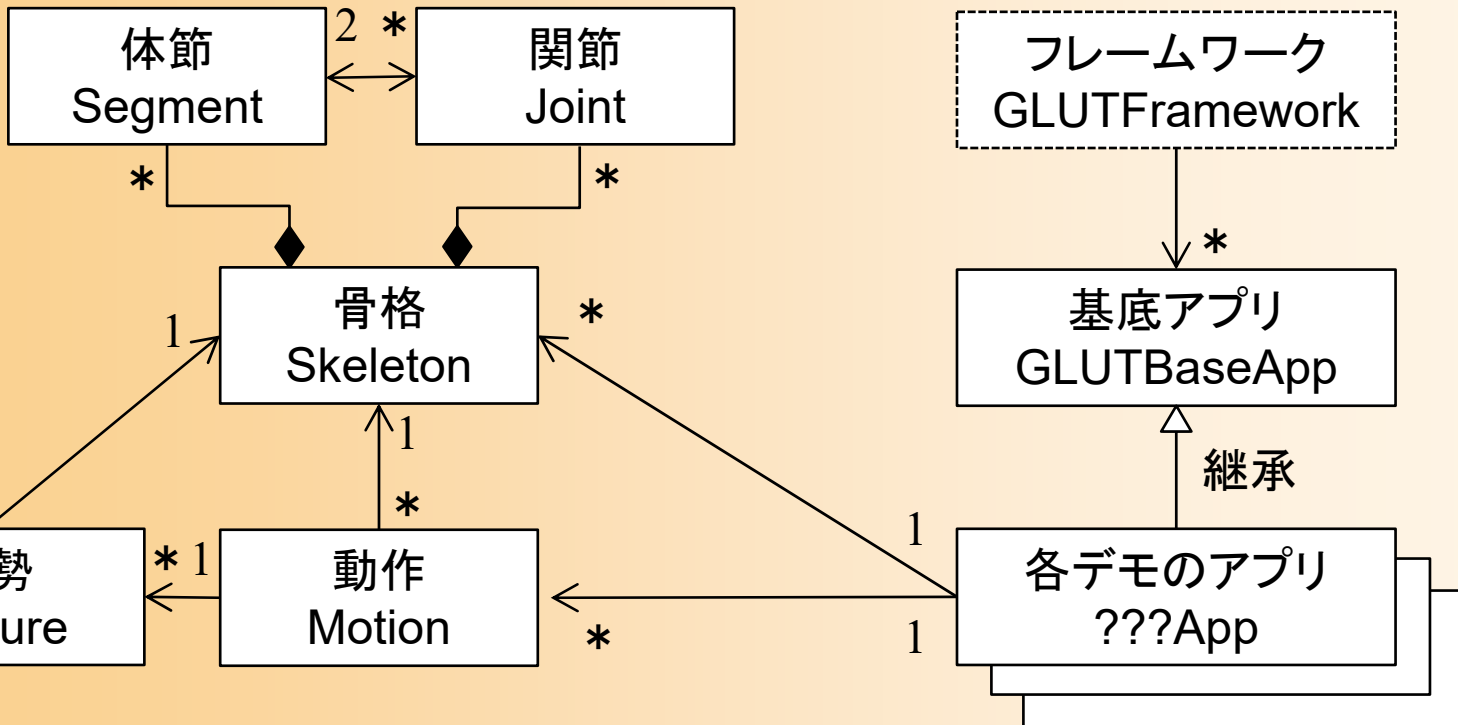 体節
Segment
2
*
関節
Joint
フレームワーク
GLUTFramework
*
*
*
骨格
Skeleton
1
*
基底アプリ
GLUTBaseApp
1
*
継承
勢
ure
*
1
動作
Motion
*
1
1
各デモのアプリ
???App